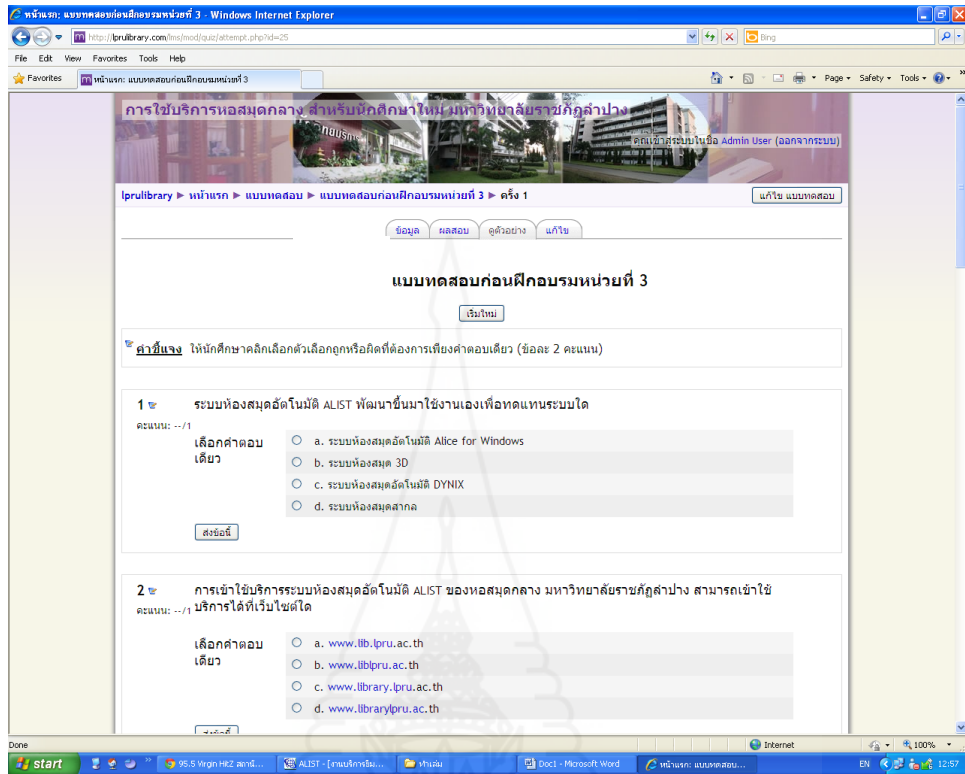 หน้าแรก: แบบทดสอบก่อนฝึกอบรมหน่วยที่ 3 - Windows Internet Explorer
http://lprulibrary.com/lms/mod/quiz/attempt.php?id=25
Bing
File Edit View Favorites Tools Help
Favorites หน้าแรก: แบบทดสอบก่อนฝึกอบรมหน่วยที่ 3 Page Safety Tools
การใช้บริการหอสมุดกลาง สำหรับนักศึกษาใหม่ มหาวิทยาลัยราชภัฏลำปาง
คุณเข้าสู่ระบบในชื่อ Admin User (ออกจากระบบ)
lprulibrary ► หน้าแรก ► แบบทดสอบ ► แบบทดสอบก่อนฝึกอบรมหน่วยที่ 3 ► ครั้ง 1 แก้ไข แบบทดสอบ
ข้อมูล ผลสอบ ดูตัวอย่าง แก้ไข
แบบทดสอบก่อนฝึกอบรมหน่วยที่ 3
เริ่มใหม่
คำชี้แจง ให้นักศึกษาคลิกเลือกตัวเลือกถูกหรือผิดที่ต้องการเพียงคำตอบเดียว (ข้อละ 2 คะแนน)
1 ระบบห้องสมุดอัตโนมัติ ALIST พัฒนาขึ้นมาใช้งานเองเพื่อทดแทนระบบใด
คะแนน: --/1
เลือกคำตอบเดียว
a. ระบบห้องสมุดอัตโนมัติ Alice for Windows
b. ระบบห้องสมุด 3D
c. ระบบห้องสมุดอัตโนมัติ DYNIX
d. ระบบห้องสมุดสากล
ส่งข้อนี้
2 การเข้าใช้บริการระบบห้องสมุดอัตโนมัติ ALIST ของหอสมุดกลาง มหาวิทยาลัยราชภัฏลำปาง สามารถเข้าใช้
คะแนน: --/1 บริการได้ที่เว็บไซต์ใด
เลือกคำตอบเดียว
a. www.lib.lpru.ac.th
b. www.liblpru.ac.th
c. www.library.lpru.ac.th
d. www.librarylpru.ac.th
ส่งข้อนี้
Done Internet 100%
start 95.5 Virgin HitZ สถานี... ALIST - [งานบริการยืม... ทำเล่ม Doc1 - Microsoft Word หน้าแรก: แบบทดสอบ... EN 12:57